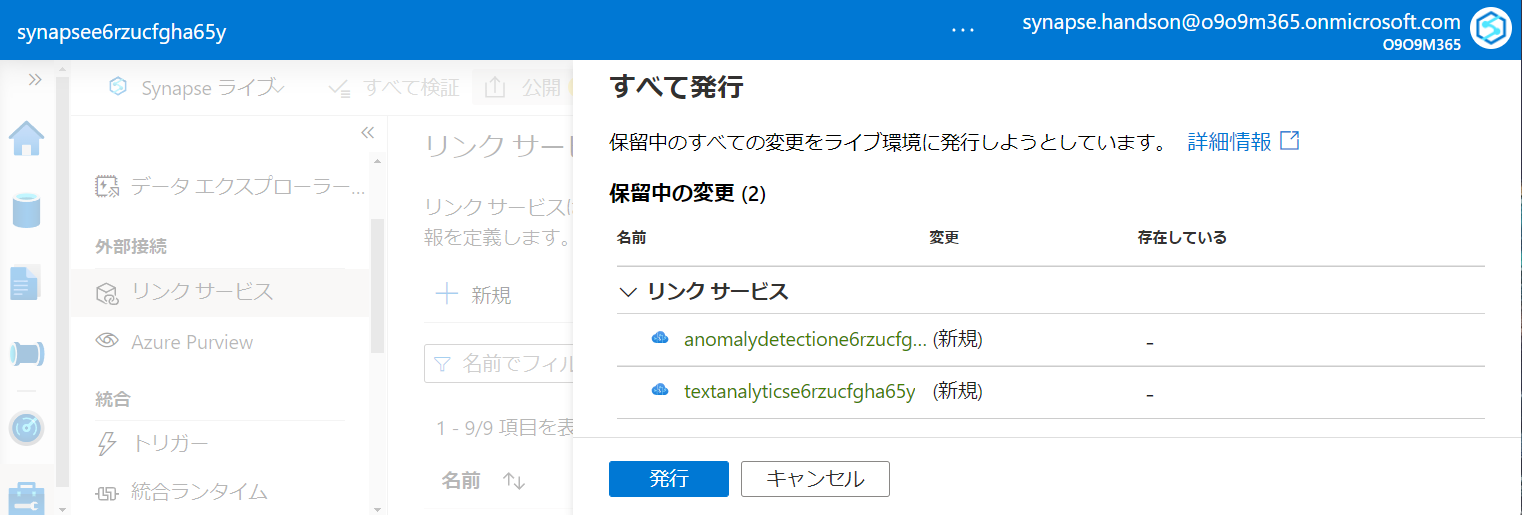 synapsee6rzucfgha65y
...
synapse.handson@o9o9m365.onmicrosoft.com
O9O9M365
Synapse ライブ
すべて検証
公開
データ エクスプローラー...
外部接続
リンク サービス
Azure Purview
統合
トリガー
統合ランタイム
リンク サービ
リンク サービスに
報を定義します。
新規
名前でフィル
1 - 9/9 項目を表
名前
すべて発行
保留中のすべての変更をライブ環境に発行しようとしています。 詳細情報
保留中の変更 (2)
名前 変更 存在している
リンク サービス
anomalydetectione6rzucfg... (新規) -
textanalyticse6rzucfgha65y (新規) -
発行 キャンセル